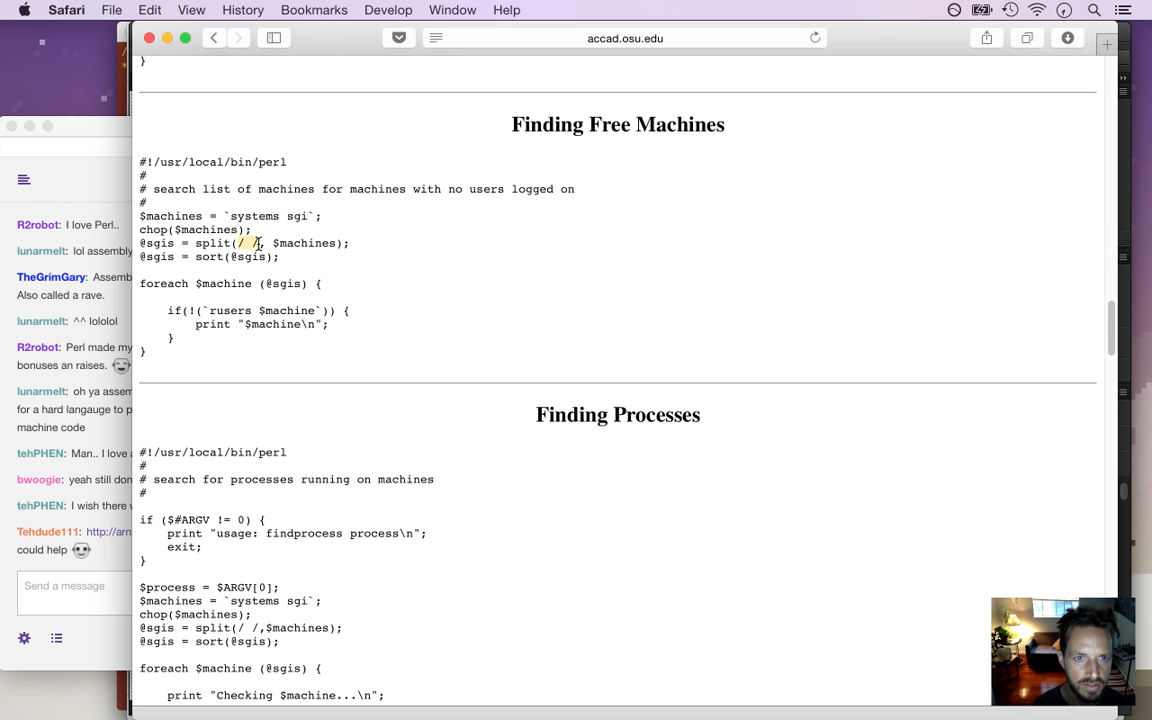 Safari File Edit View History Bookmarks Develop Window Help
accad.osu.edu
}
Finding Free Machines
#!/usr/local/bin/perl
#
# search list of machines for machines with no users logged on
#
$machines = `systems sgi`;
chop($machines);
@sgis = split(/ /, $machines);
@sgis = sort(@sgis);
foreach $machine (@sgis) {
if(!(`rusers $machine`)) {
print "$machine\n";
}
}
Finding Processes
#!/usr/local/bin/perl
#
# search for processes running on machines
#
if ($#ARGV != 0) {
print "usage: findprocess process\n";
exit;
}
$process = $ARGV[0];
$machines = `systems sgi`;
chop($machines);
@sgis = split(/ /,$machines);
@sgis = sort(@sgis);
foreach $machine (@sgis) {
print "Checking $machine...\n";
R2robot: I love Perl..
lunarmelt: lol assembly
TheGrimGary: Assemb
Also called a rave.
lunarmelt: ^^ lololol
R2robot: Perl made my
bonuses an raises.
lunarmelt: oh ya assem
for a hard langauge to p
machine code
tehPHEN: Man.. I love a
bwoogie: yeah still don
tehPHEN: I wish there w
Tehdude111: http://arn
could help
Send a message